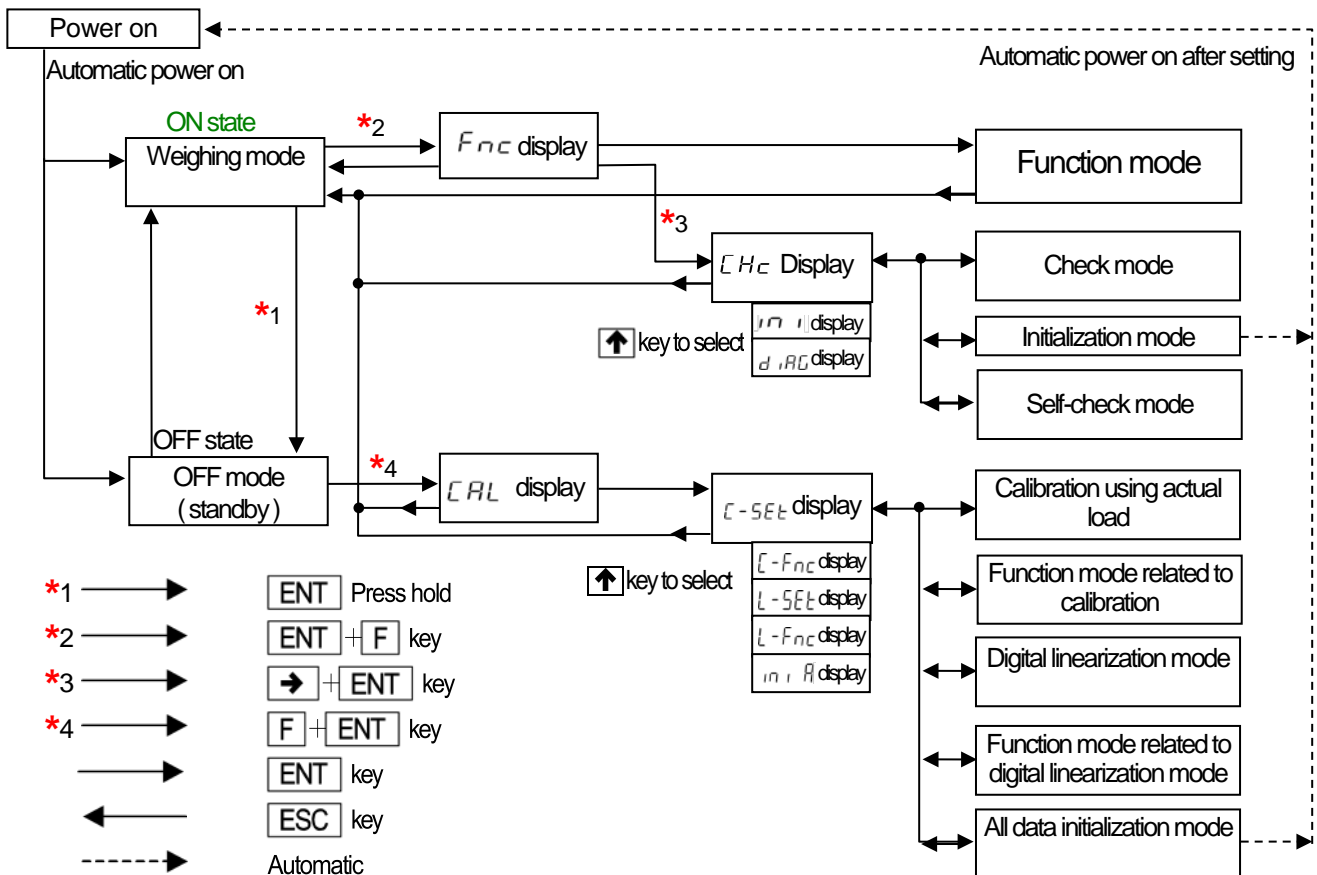 Power on
Automatic power on
Automatic power on after setting
ON state
Weighing mode
*2
Fnc display
Function mode
*3
CHc Display
Check mode
ini display
↑ key to select
Initialization mode
diAG display
Self-check mode
*1
OFF state
OFF mode
( standby )
*4
CAL display
C-SEt display
Calibration using actual
load
C-Fnc display
↑ key to select
L-SEt display
L-Fnc display
ini A display
Function mode related to
calibration
Digital linearization mode
Function mode related to
digital linearization mode
All data initialization mode
*1 ENT Press hold
*2 ENT + F key
*3 → + ENT key
*4 F + ENT key
ENT key
ESC key
Automatic